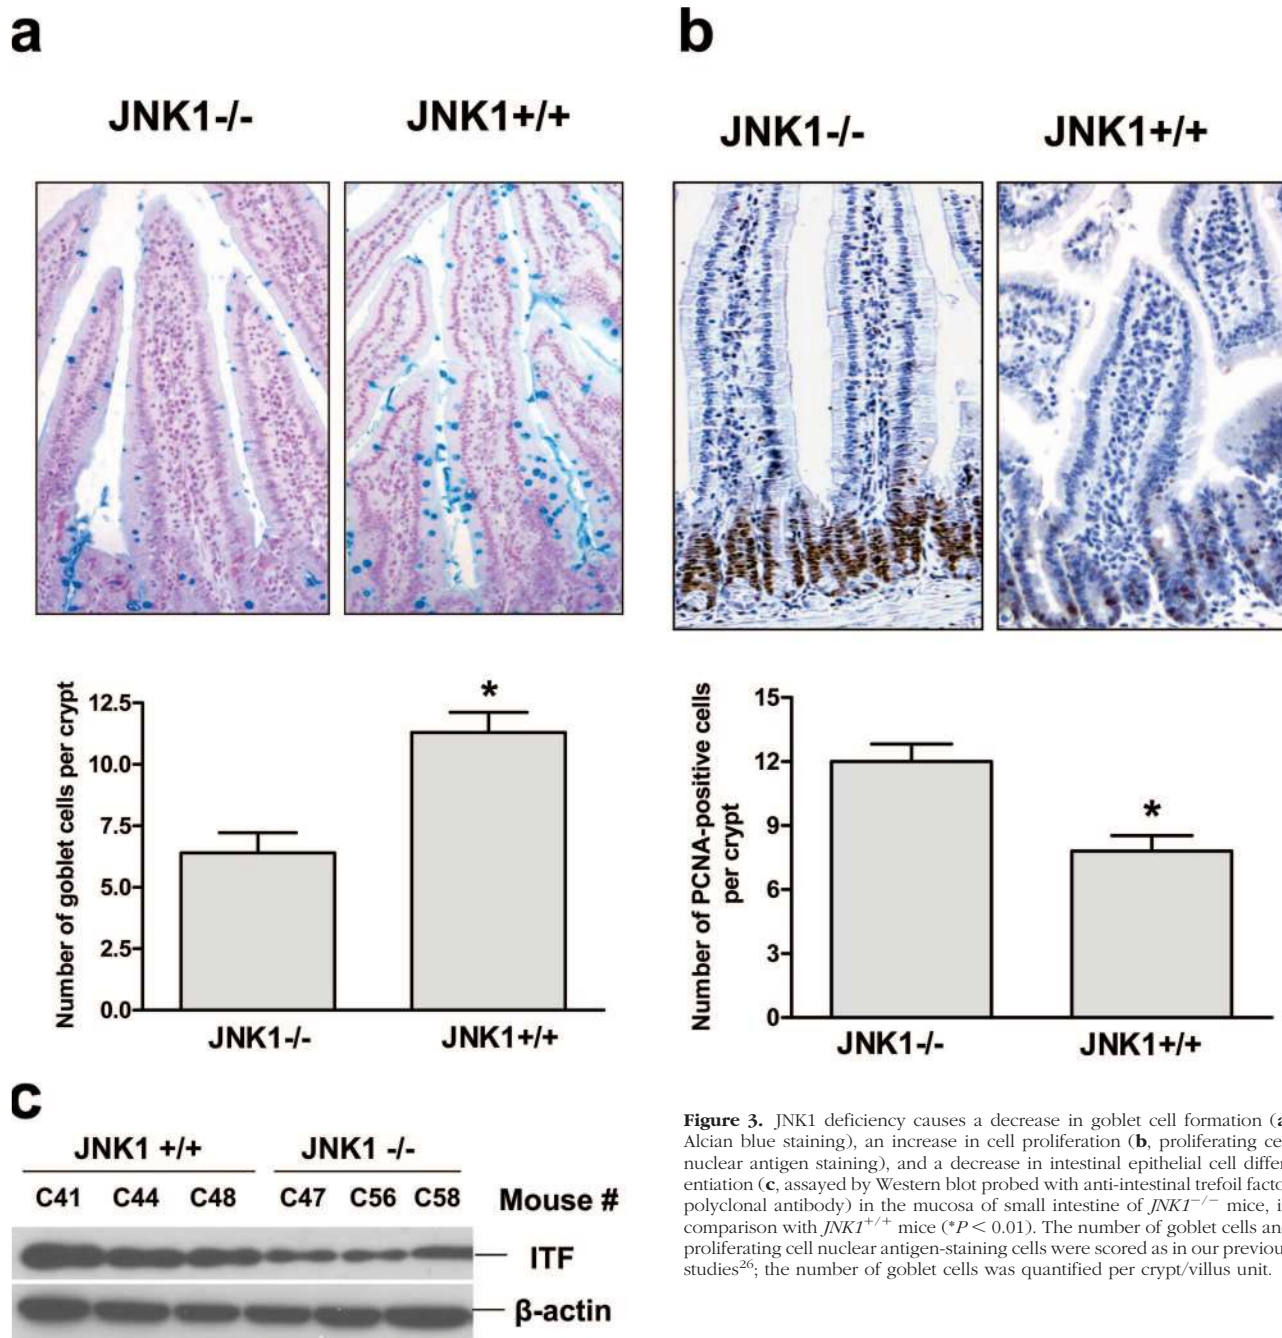 a
b
JNK1-/-
JNK1+/+
JNK1-/-
JNK1+/+
Number of goblet cells per crypt
12.5
10.0
7.5
5.0
2.5
0.0
*
JNK1-/-
JNK1+/+
Number of PCNA-positive cells
per crypt
15
12
9
6
3
0
*
JNK1-/-
JNK1+/+
c
JNK1 +/+
JNK1 -/-
C41
C44
C48
C47
C56
C58
Mouse #
ITF
β-actin
Figure 3. JNK1 deficiency causes a decrease in goblet cell formation (a
Alcian blue staining), an increase in cell proliferation (b, proliferating ce
nuclear antigen staining), and a decrease in intestinal epithelial cell differ
entiation (c, assayed by Western blot probed with anti-intestinal trefoil facto
polyclonal antibody) in the mucosa of small intestine of JNK1−/− mice, i
comparison with JNK1+/+ mice (*P < 0.01). The number of goblet cells an
proliferating cell nuclear antigen-staining cells were scored as in our previou
studies26; the number of goblet cells was quantified per crypt/villus unit.